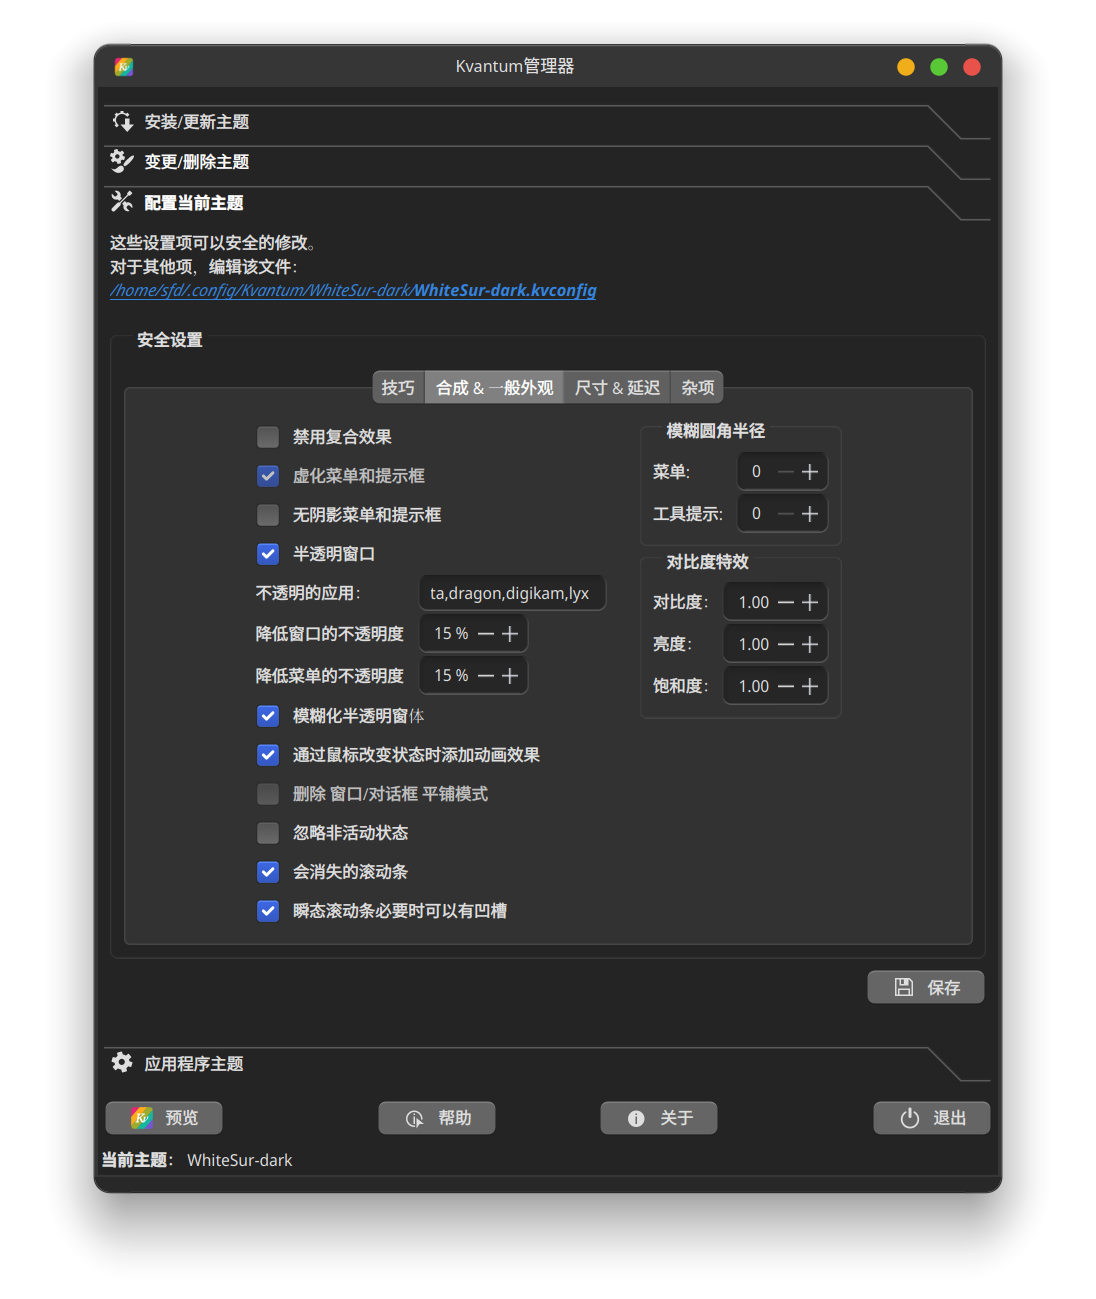 Kvantum管理器
安装/更新主题
变更/删除主题
配置当前主题
这些设置项可以安全的修改。
对于其他项，编辑该文件：
/home/sfd/.config/Kvantum/WhiteSur-dark/WhiteSur-dark.kvconfig
安全设置
技巧 合成 & 一般外观 尺寸 & 延迟 杂项
禁用复合效果
虚化菜单和提示框
无阴影菜单和提示框
半透明窗口
不透明的应用： ta,dragon,digikam,lyx
降低窗口的不透明度 15 %
降低菜单的不透明度 15 %
模糊化半透明窗体
通过鼠标改变状态时添加动画效果
删除 窗口/对话框 平铺模式
忽略非活动状态
会消失的滚动条
瞬态滚动条必要时可以有凹槽
模糊圆角半径
菜单: 0
工具提示: 0
对比度特效
对比度： 1.00
亮度： 1.00
饱和度： 1.00
保存
应用程序主题
预览 帮助 关于 退出
当前主题： WhiteSur-dark